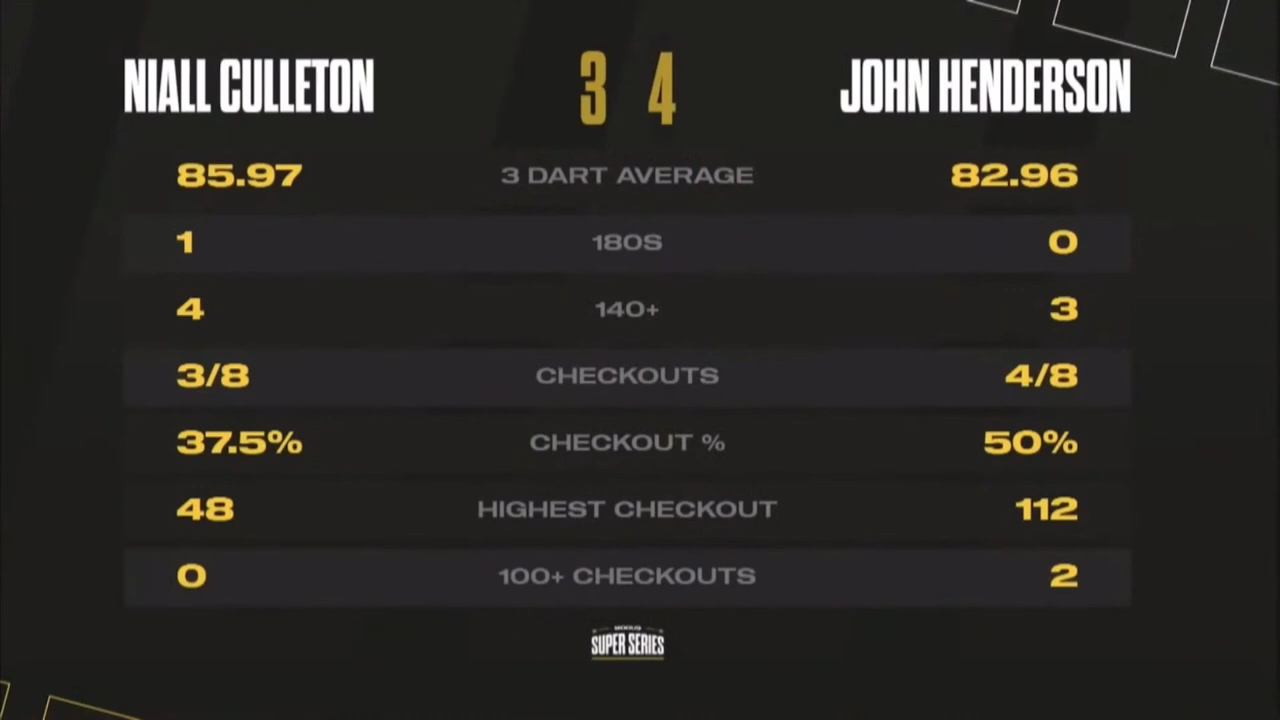 NIALL CULLETON 3 4 JOHN HENDERSON
85.97 3 DART AVERAGE 82.96
1 180S 0
4 140+ 3
3/8 CHECKOUTS 4/8
37.5% CHECKOUT % 50%
48 HIGHEST CHECKOUT 112
0 100+ CHECKOUTS 2
MODUS
SUPER SERIES